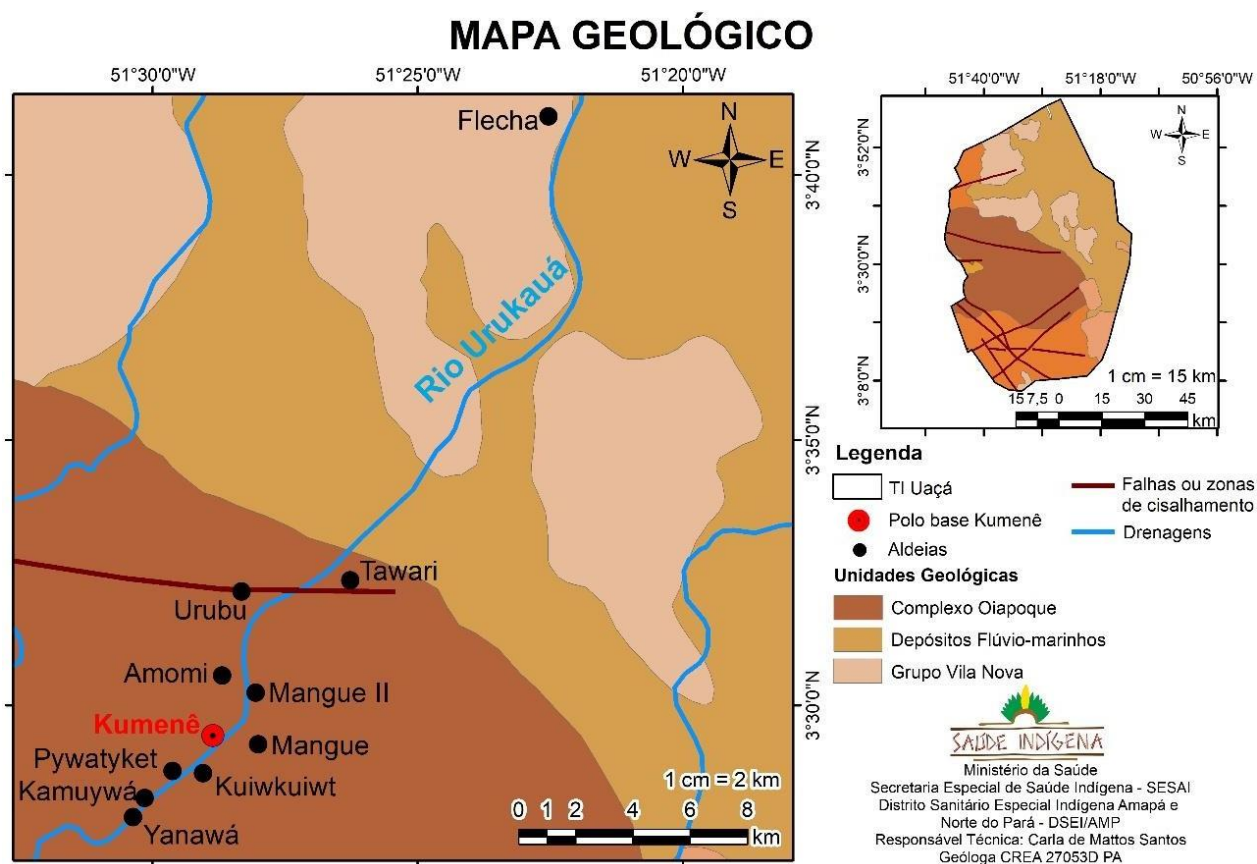 MAPA GEOLÓGICO
51°30'0"W
51°25'0"W
51°20'0"W
Flecha
N
W
E
S
3°40'0"N
3°35'0"N
3°30'0"N
Rio Urukauá
Tawari
Urubu
Amomi
Mangue II
Kumenê
Mangue
Pywatyket
Kuiwkuiwt
Kamuywá
Yanawá
1 cm = 2 km
0 1 2 4 6 8
km
51°40'0"W
51°18'0"W
50°56'0"W
N
W
E
S
3°52'0"N
3°30'0"N
3°8'0"N
1 cm = 15 km
157,5 0 15 30 45
km
Legenda
TI Uaçá
Polo base Kumenê
Aldeias
Falhas ou zonas
de cisalhamento
Drenagens
Unidades Geológicas
Complexo Oiapoque
Depósitos Flúvio-marinhos
Grupo Vila Nova
SAÚDE INDÍGENA
Ministério da Saúde
Secretaria Especial de Saúde Indígena - SESAI
Distrito Sanitário Especial Indígena Amapá e
Norte do Pará - DSEI/AMP
Responsável Técnica: Carla de Mattos Santos
Geóloga CREA 27053D PA